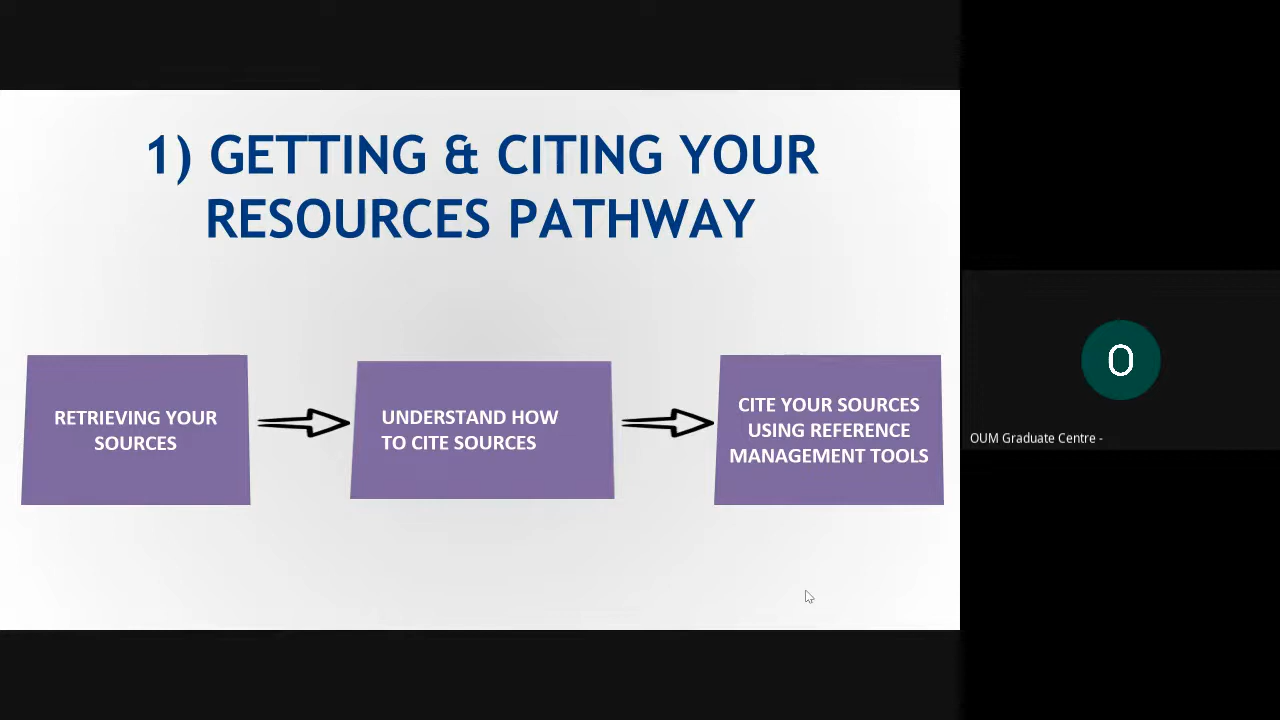 1) GETTING & CITING YOUR
RESOURCES PATHWAY
RETRIEVING YOUR
SOURCES
UNDERSTAND HOW
TO CITE SOURCES
CITE YOUR SOURCES
USING REFERENCE
MANAGEMENT TOOLS
O
OUM Graduate Centre -